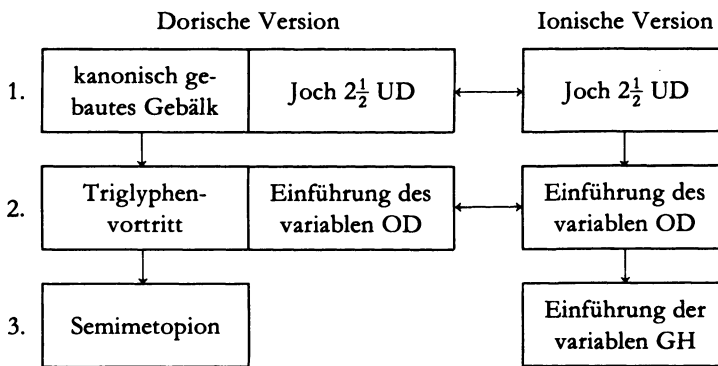 Dorische Version Ionische Version
1. kanonisch ge- Joch 2½ UD Joch 2½ UD
bautes Gebälk
2. Triglyphen- Einführung des Einführung des
vortritt variablen OD variablen OD
3. Semimetopion Einführung der
variablen GH